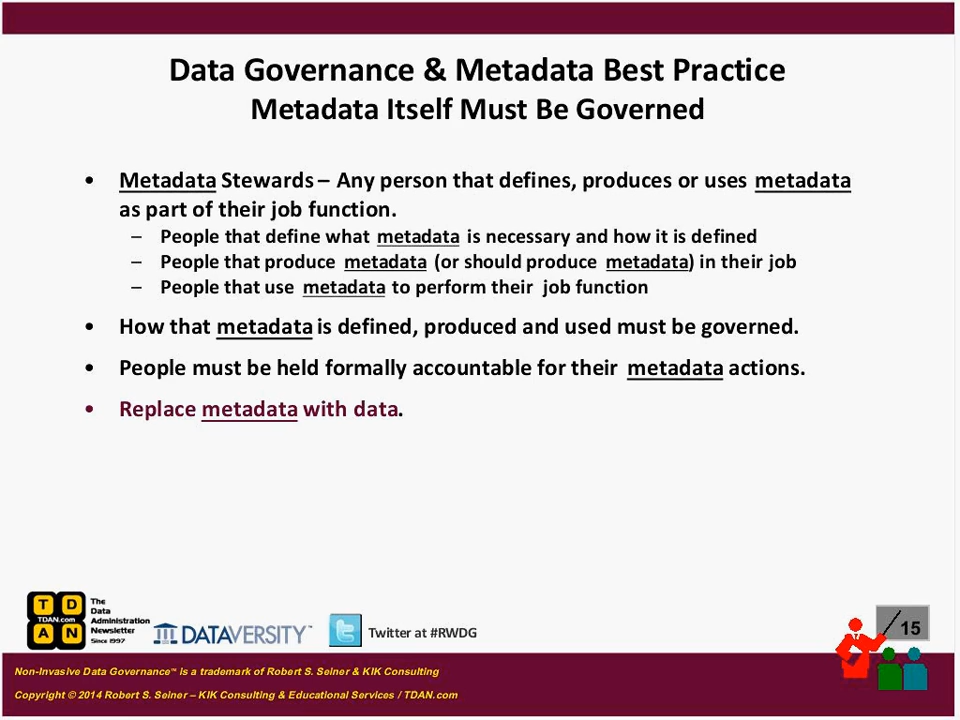 Data Governance & Metadata Best Practice
Metadata Itself Must Be Governed
• Metadata Stewards – Any person that defines, produces or uses metadata
as part of their job function.
– People that define what metadata is necessary and how it is defined
– People that produce metadata (or should produce metadata) in their job
– People that use metadata to perform their job function
• How that metadata is defined, produced and used must be governed.
• People must be held formally accountable for their metadata actions.
• Replace metadata with data.
T D
TDAN.com
A N
The
Data
Administration
Newsletter
Since 1997
DATAVERSITY™
Twitter at #RWDG
15
Non-Invasive Data Governance™ is a trademark of Robert S. Seiner & KIK Consulting
Copyright © 2014 Robert S. Seiner – KIK Consulting & Educational Services / TDAN.com